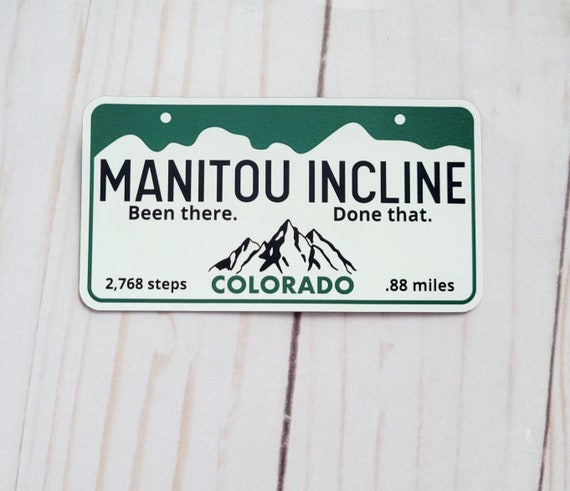 MANITOU INCLINE
Been there. Done that.
2,768 steps COLORADO .88 miles